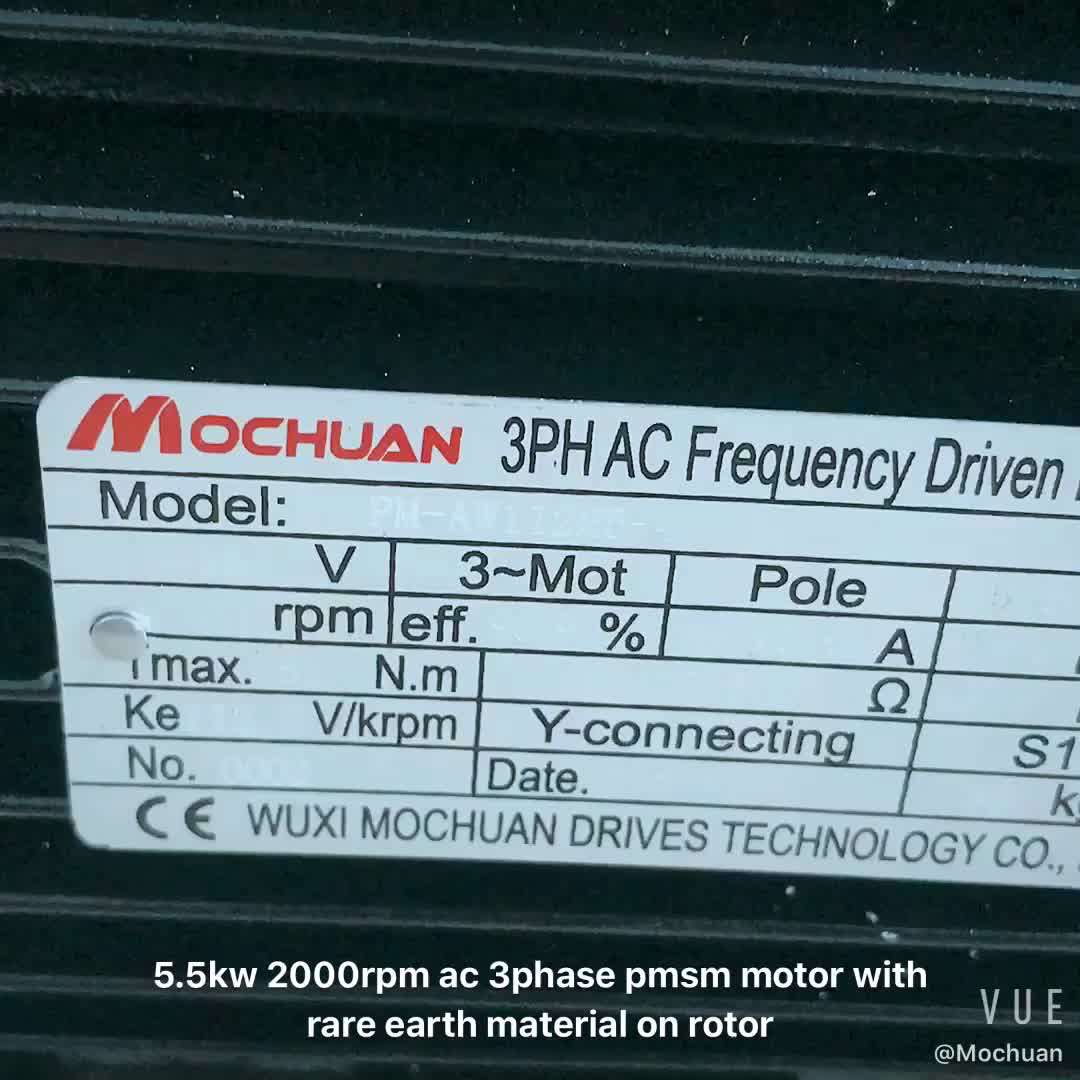 MOCHUAN 3PH AC Frequency Driven
Model:
V 3~Mot Pole
rpm eff. % A
Tmax. N.m Ω
Ke V/krpm Y-connecting S1
No. Date.
CE WUXI MOCHUAN DRIVES TECHNOLOGY CO.,
5.5kw 2000rpm ac 3phase pmsm motor with
rare earth material on rotor
VUE
@Mochuan